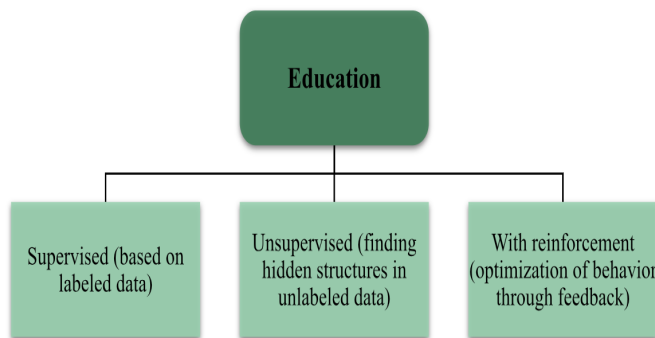 Education
Supervised (based on
labeled data)
Unsupervised (finding
hidden structures in
unlabeled data)
With reinforcement
(optimization of behavior
through feedback)